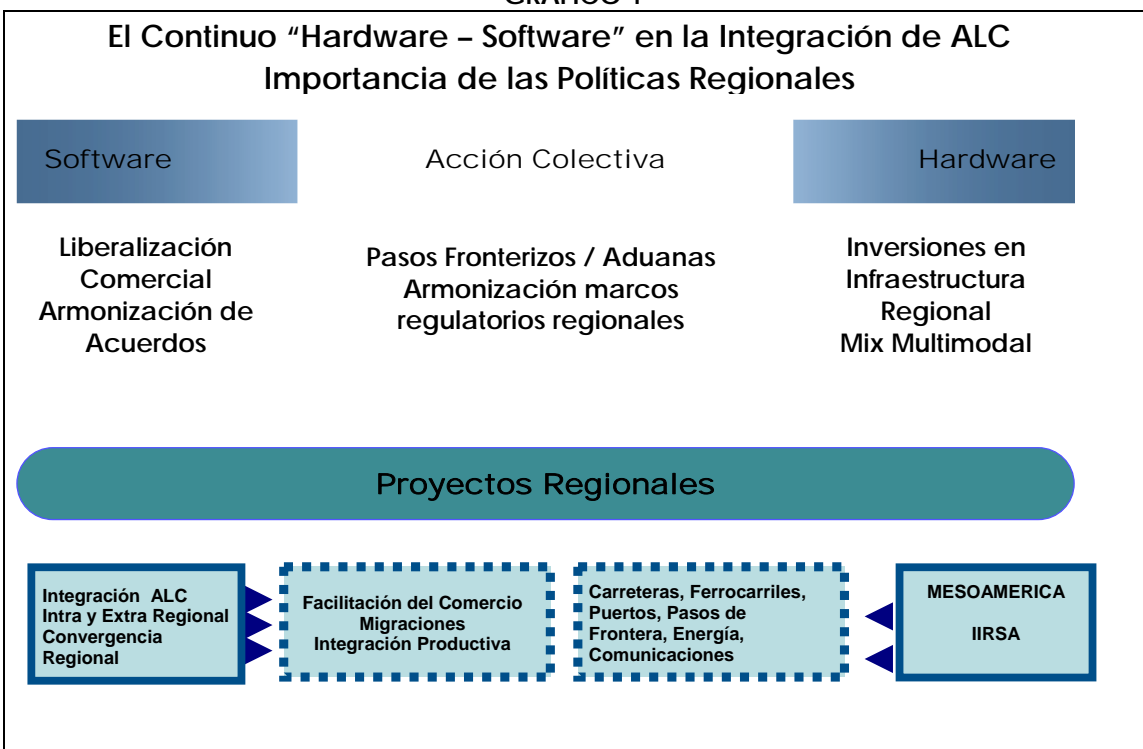 GRÁFICO 1
El Continuo “Hardware – Software” en la Integración de ALC
Importancia de las Políticas Regionales
Software
Acción Colectiva
Hardware
Liberalización
Comercial
Armonización de
Acuerdos
Pasos Fronterizos / Aduanas
Armonización marcos
regulatorios regionales
Inversiones en
Infraestructura
Regional
Mix Multimodal
Proyectos Regionales
Integración ALC
Intra y Extra Regional
Convergencia
Regional
Facilitación del Comercio
Migraciones
Integración Productiva
Carreteras, Ferrocarriles,
Puertos, Pasos de
Frontera, Energía,
Comunicaciones
MESOAMERICA
IIRSA